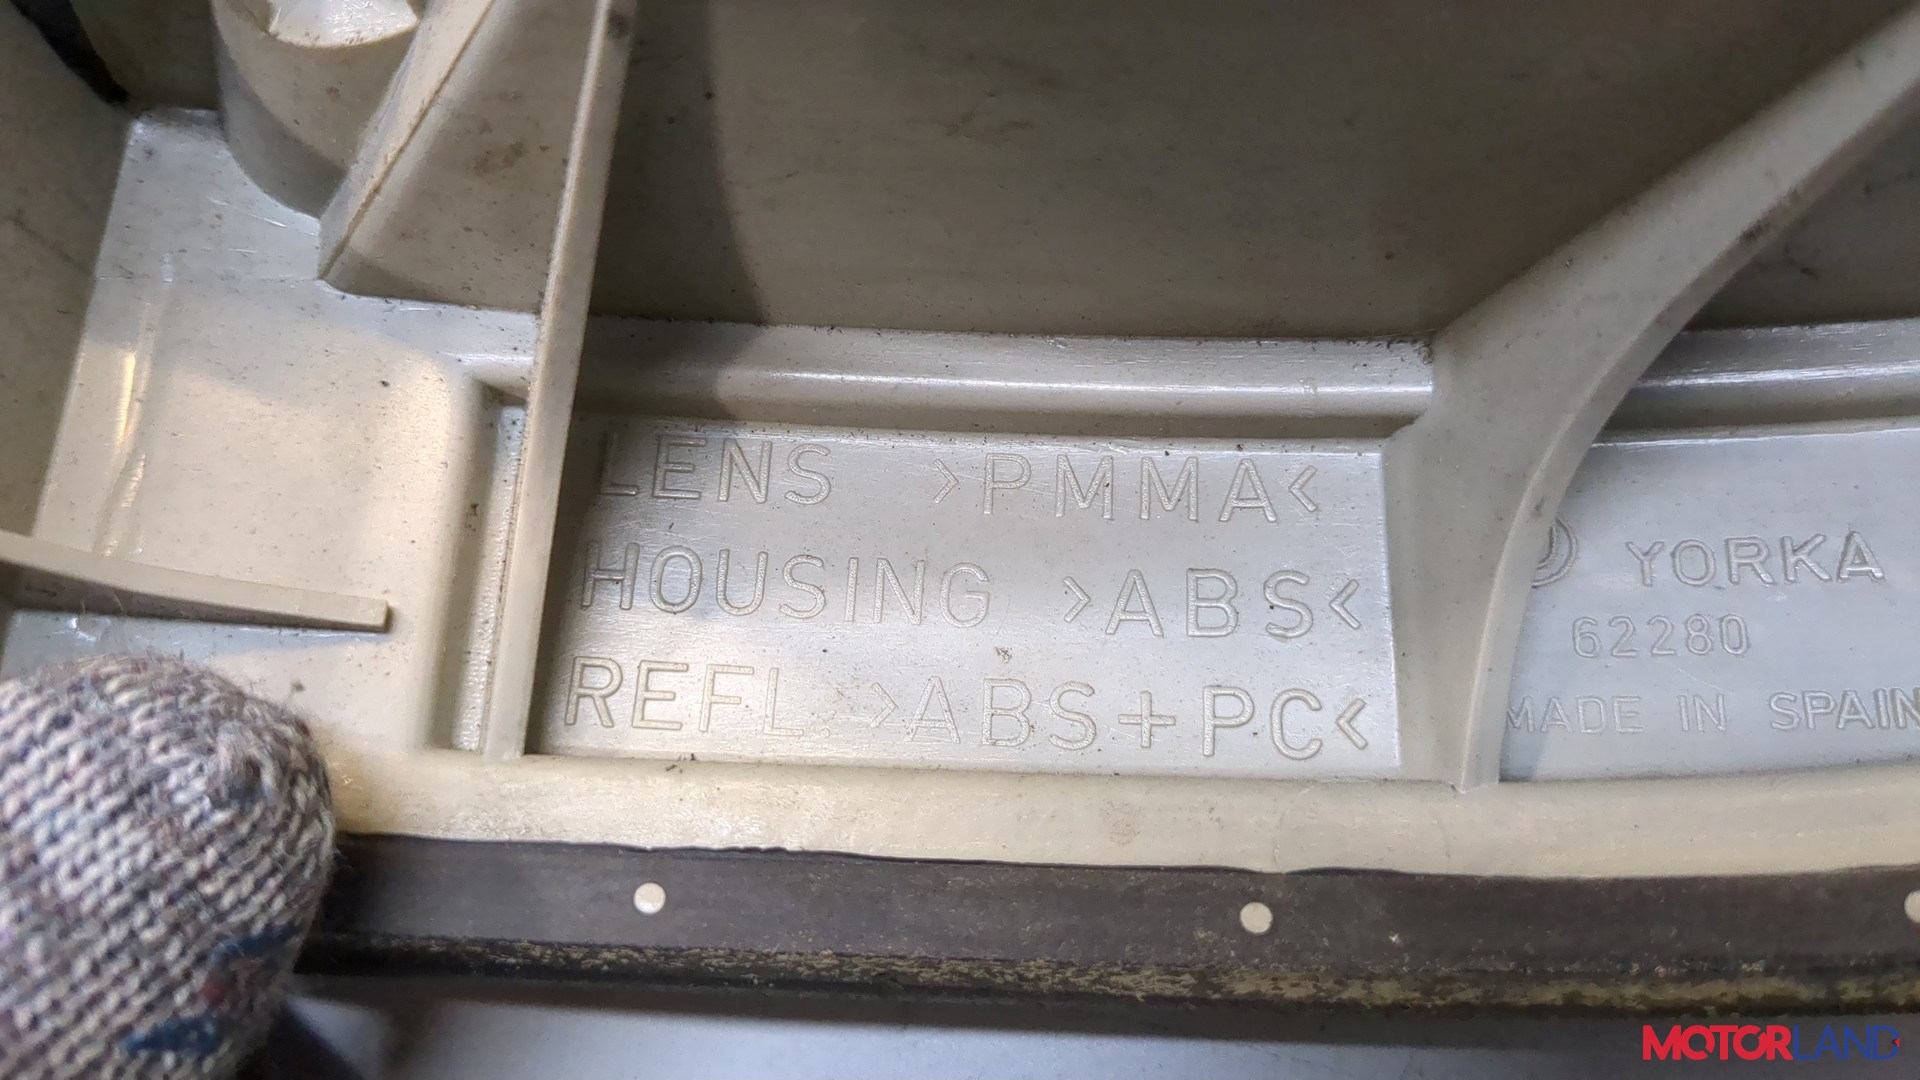 LENS >PMMA<
HOUSING >ABS<
REFL. >ABS+PC<
YORKA
62280
MADE IN SPAIN
MOTORLAND